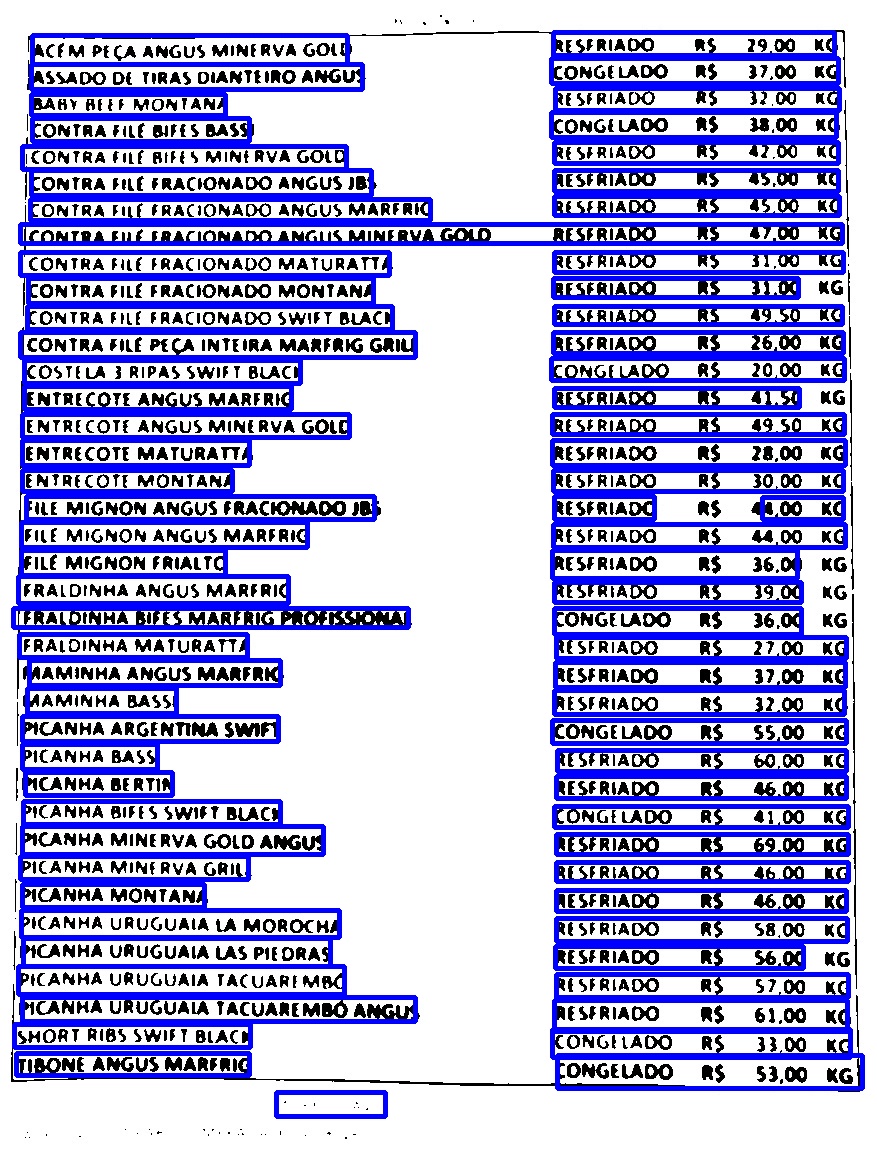 ACÉM PEÇA ANGUS MINERVA GOLD RESFRIADO R$ 29,00 KG
ASSADO DE TIRAS DIANTEIRO ANGUS CONGELADO R$ 37,00 KG
BABY BEEF MONTANA RESFRIADO R$ 32,00 KG
CONTRA FILÉ BIFES BASSI CONGELADO R$ 38,00 KG
CONTRA FILÉ BIFES MINERVA GOLD RESFRIADO R$ 42,00 KG
CONTRA FILÉ FRACIONADO ANGUS JBS RESFRIADO R$ 45,00 KG
CONTRA FILÉ FRACIONADO ANGUS MARFRIG RESFRIADO R$ 45,00 KG
CONTRA FILÉ FRACIONADO ANGUS MINERVA GOLD RESFRIADO R$ 47,00 KG
CONTRA FILÉ FRACIONADO MATURATTA RESFRIADO R$ 31,00 KG
CONTRA FILÉ FRACIONADO MONTANA RESFRIADO R$ 31,00 KG
CONTRA FILÉ FRACIONADO SWIFT BLACK RESFRIADO R$ 49,50 KG
CONTRA FILÉ PEÇA INTEIRA MARFRIG GRILL RESFRIADO R$ 26,00 KG
COSTELA 3 RIPAS SWIFT BLACK CONGELADO R$ 20,00 KG
ENTRECOTE ANGUS MARFRIG RESFRIADO R$ 41,50 KG
ENTRECOTE ANGUS MINERVA GOLD RESFRIADO R$ 49,50 KG
ENTRECOTE MATURATTA RESFRIADO R$ 28,00 KG
ENTRECOTE MONTANA RESFRIADO R$ 30,00 KG
FILÉ MIGNON ANGUS FRACIONADO JBS RESFRIADO R$ 44,00 KG
FILÉ MIGNON ANGUS MARFRIG RESFRIADO R$ 44,00 KG
FILÉ MIGNON FRIALTO RESFRIADO R$ 36,00 KG
FRALDINHA ANGUS MARFRIG RESFRIADO R$ 39,00 KG
FRALDINHA BIFES MARFRIG PROFISSIONAL CONGELADO R$ 36,00 KG
FRALDINHA MATURATTA RESFRIADO R$ 27,00 KG
MAMINHA ANGUS MARFRIG RESFRIADO R$ 37,00 KG
MAMINHA BASSI RESFRIADO R$ 32,00 KG
PICANHA ARGENTINA SWIFT CONGELADO R$ 55,00 KG
PICANHA BASSI RESFRIADO R$ 60,00 KG
PICANHA BERTIN RESFRIADO R$ 46,00 KG
PICANHA BIFES SWIFT BLACK CONGELADO R$ 41,00 KG
PICANHA MINERVA GOLD ANGUS RESFRIADO R$ 69,00 KG
PICANHA MINERVA GRILL RESFRIADO R$ 46,00 KG
PICANHA MONTANA RESFRIADO R$ 46,00 KG
PICANHA URUGUAIA LA MOROCHA RESFRIADO R$ 58,00 KG
PICANHA URUGUAIA LAS PIEDRAS RESFRIADO R$ 56,00 KG
PICANHA URUGUAIA TACUAREMBÓ RESFRIADO R$ 57,00 KG
PICANHA URUGUAIA TACUAREMBÓ ANGUS RESFRIADO R$ 61,00 KG
SHORT RIBS SWIFT BLACK CONGELADO R$ 33,00 KG
TIBONE ANGUS MARFRIG CONGELADO R$ 53,00 KG